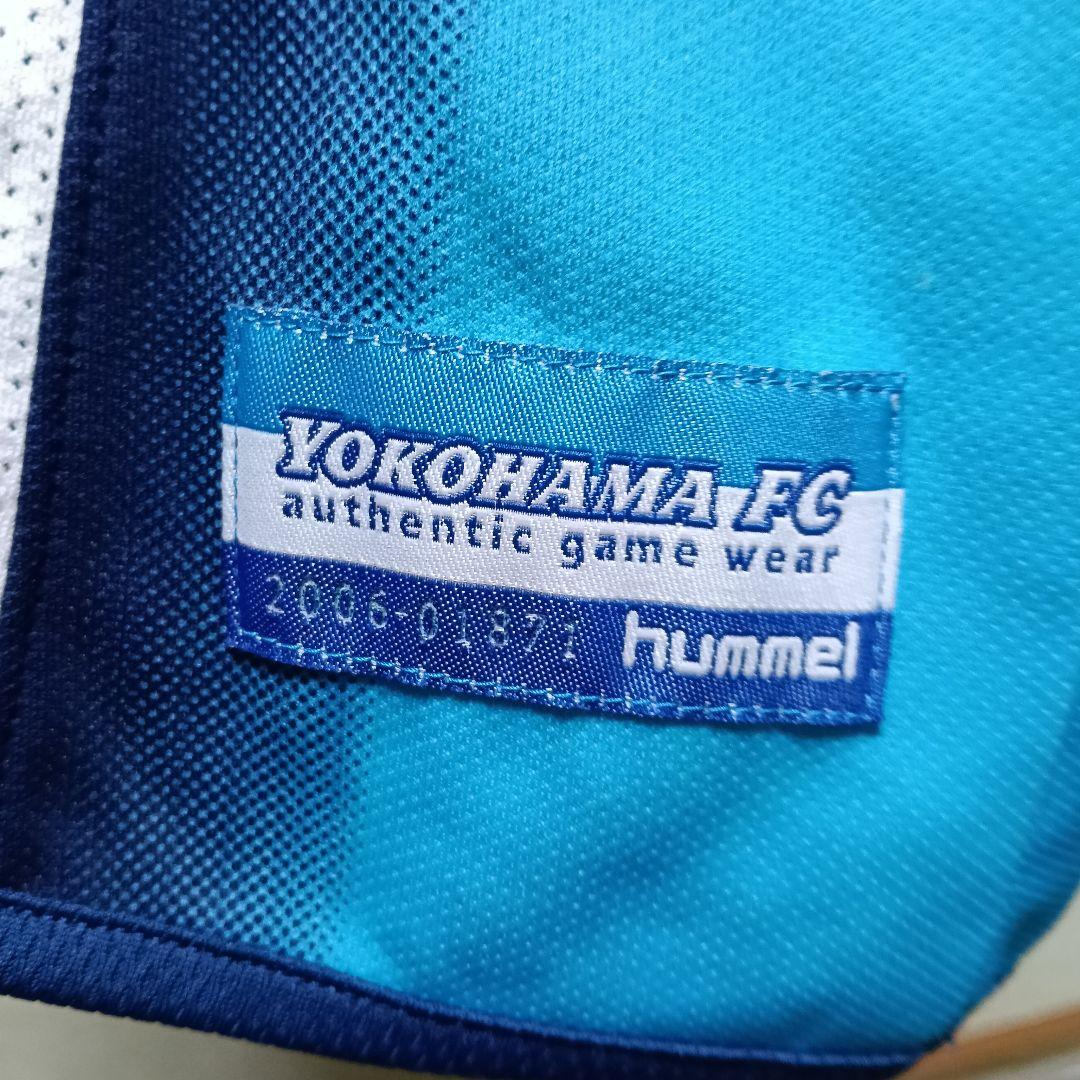 YOKOHAMA FC
authentic game wear
2006-01871 hummel